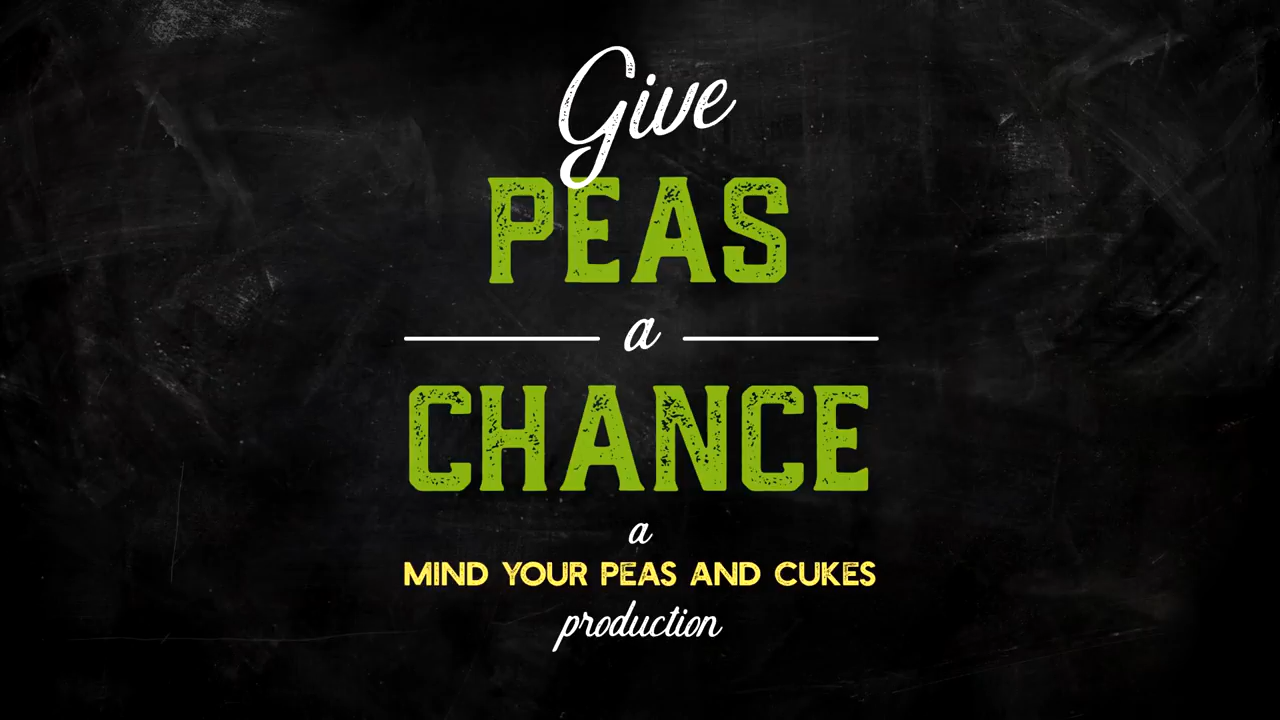 Give
PEAS
a
CHANCE
a
MIND YOUR PEAS AND CUKES
production